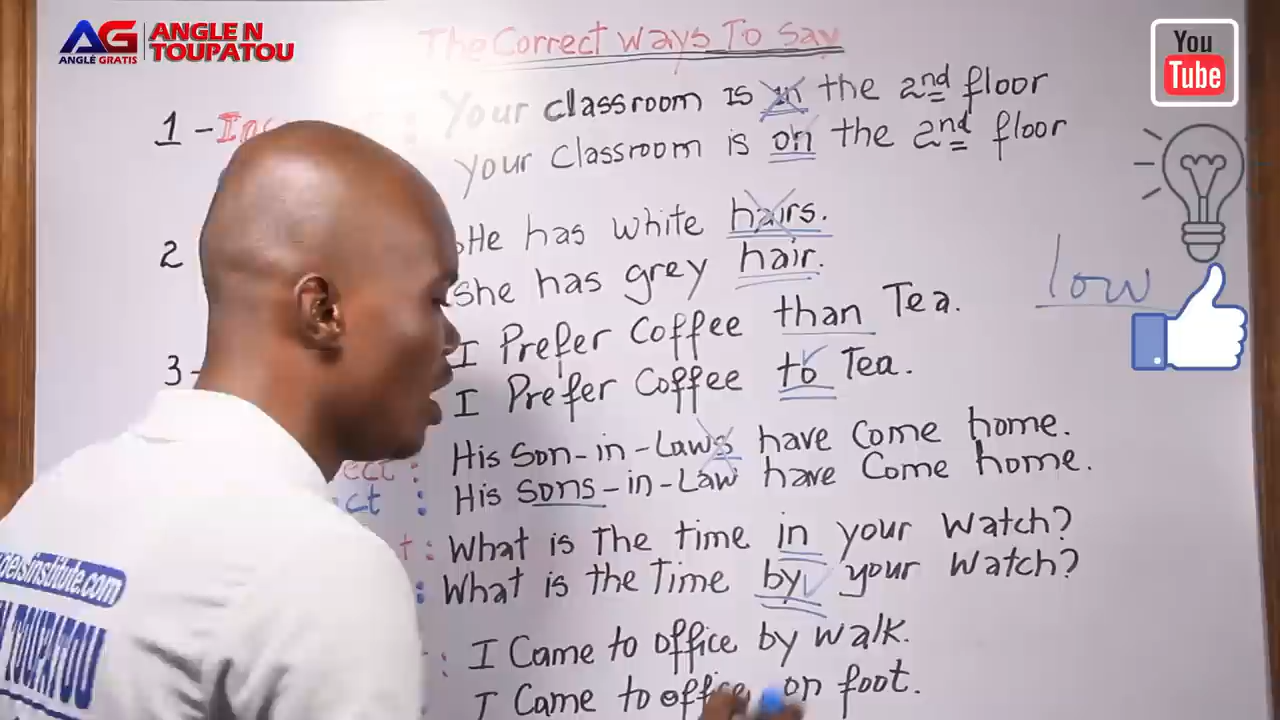 AG
ANGLÉ GRATIS
ANGLE N
TOUPATOU
The Correct Ways To Say
You
Tube
1 - : Your classroom is in the 2nd floor
Your classroom is on the 2nd floor
2 He has white hairs.
She has grey hair.
low
3- I Prefer Coffee than Tea.
I Prefer Coffee to Tea.
ect : His Son-in-Laws have Come home.
ct : His Sons-in-Law have Come home.
t : What is The time in your Watch?
: What is the Time by your Watch?
: I Came to office by walk.
I Came to office on foot.
institute.com
TOUPATOU